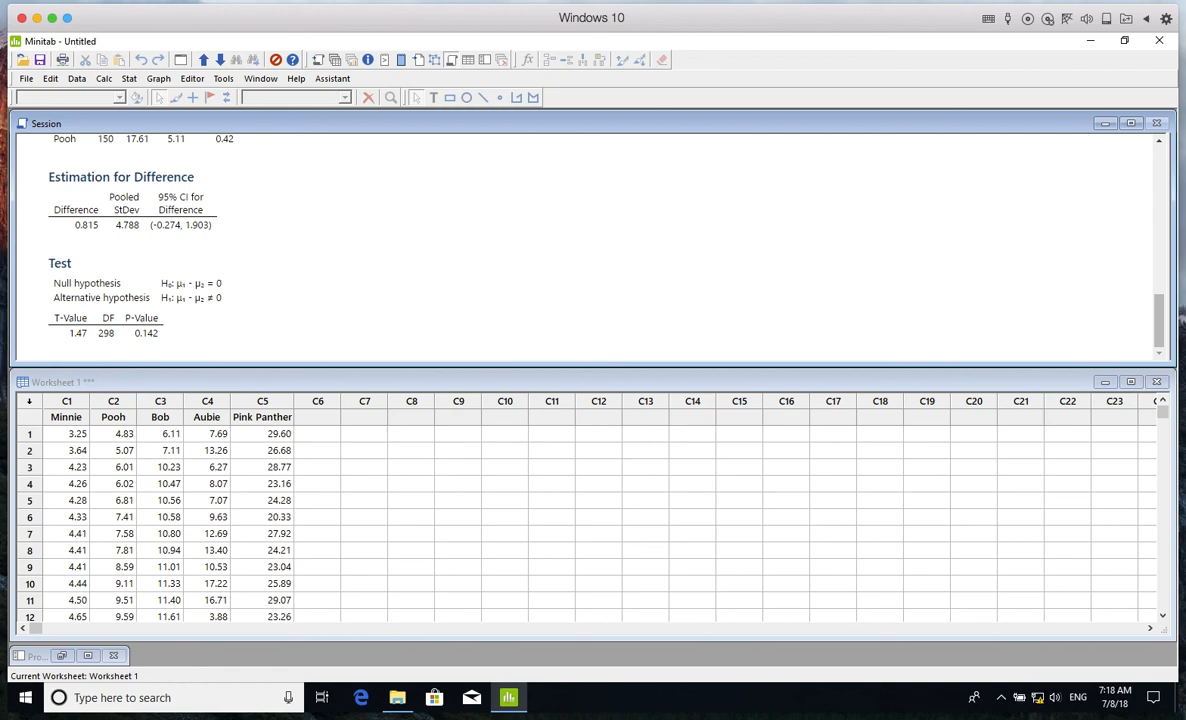 Windows 10
Minitab - Untitled
File Edit Data Calc Stat Graph Editor Tools Window Help Assistant
Session
Pooh 150 17.61 5.11 0.42
Estimation for Difference
Pooled 95% CI for
Difference StDev Difference
0.815 4.788 (-0.274, 1.903)
Test
Null hypothesis H₀: μ₁ - µ₂ = 0
Alternative hypothesis H₁: μ₁ - µ₂ ≠ 0
T-Value DF P-Value
1.47 298 0.142
Worksheet 1 ***
C1 C2 C3 C4 C5 C6 C7 C8 C9 C10 C11 C12 C13 C14 C15 C16 C17 C18 C19 C20 C21 C22 C23
Minnie Pooh Bob Aubie Pink Panther
1 3.25 4.83 6.11 7.69 29.60
2 3.64 5.07 7.11 13.26 26.68
3 4.23 6.01 10.23 6.27 28.77
4 4.26 6.02 10.47 8.07 23.16
5 4.28 6.81 10.56 7.07 24.28
6 4.33 7.41 10.58 9.63 20.33
7 4.41 7.58 10.80 12.69 27.92
8 4.41 7.81 10.94 13.40 24.21
9 4.41 8.59 11.01 10.53 23.04
10 4.44 9.11 11.33 17.22 25.89
11 4.50 9.51 11.40 16.71 29.07
12 4.65 9.59 11.61 3.88 23.26
Pro...
Current Worksheet: Worksheet 1
Type here to search
ENG
7:18 AM
7/8/18